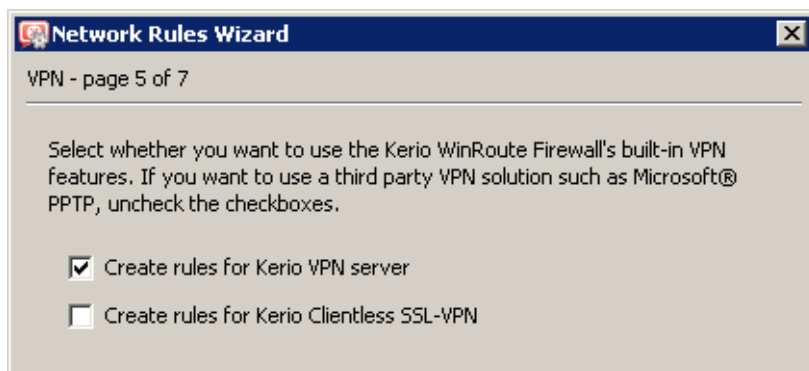 Network Rules Wizard
VPN - page 5 of 7
Select whether you want to use the Kerio WinRoute Firewall's built-in VPN
features. If you want to use a third party VPN solution such as Microsoft®
PPTP, uncheck the checkboxes.
Create rules for Kerio VPN server
Create rules for Kerio Clientless SSL-VPN